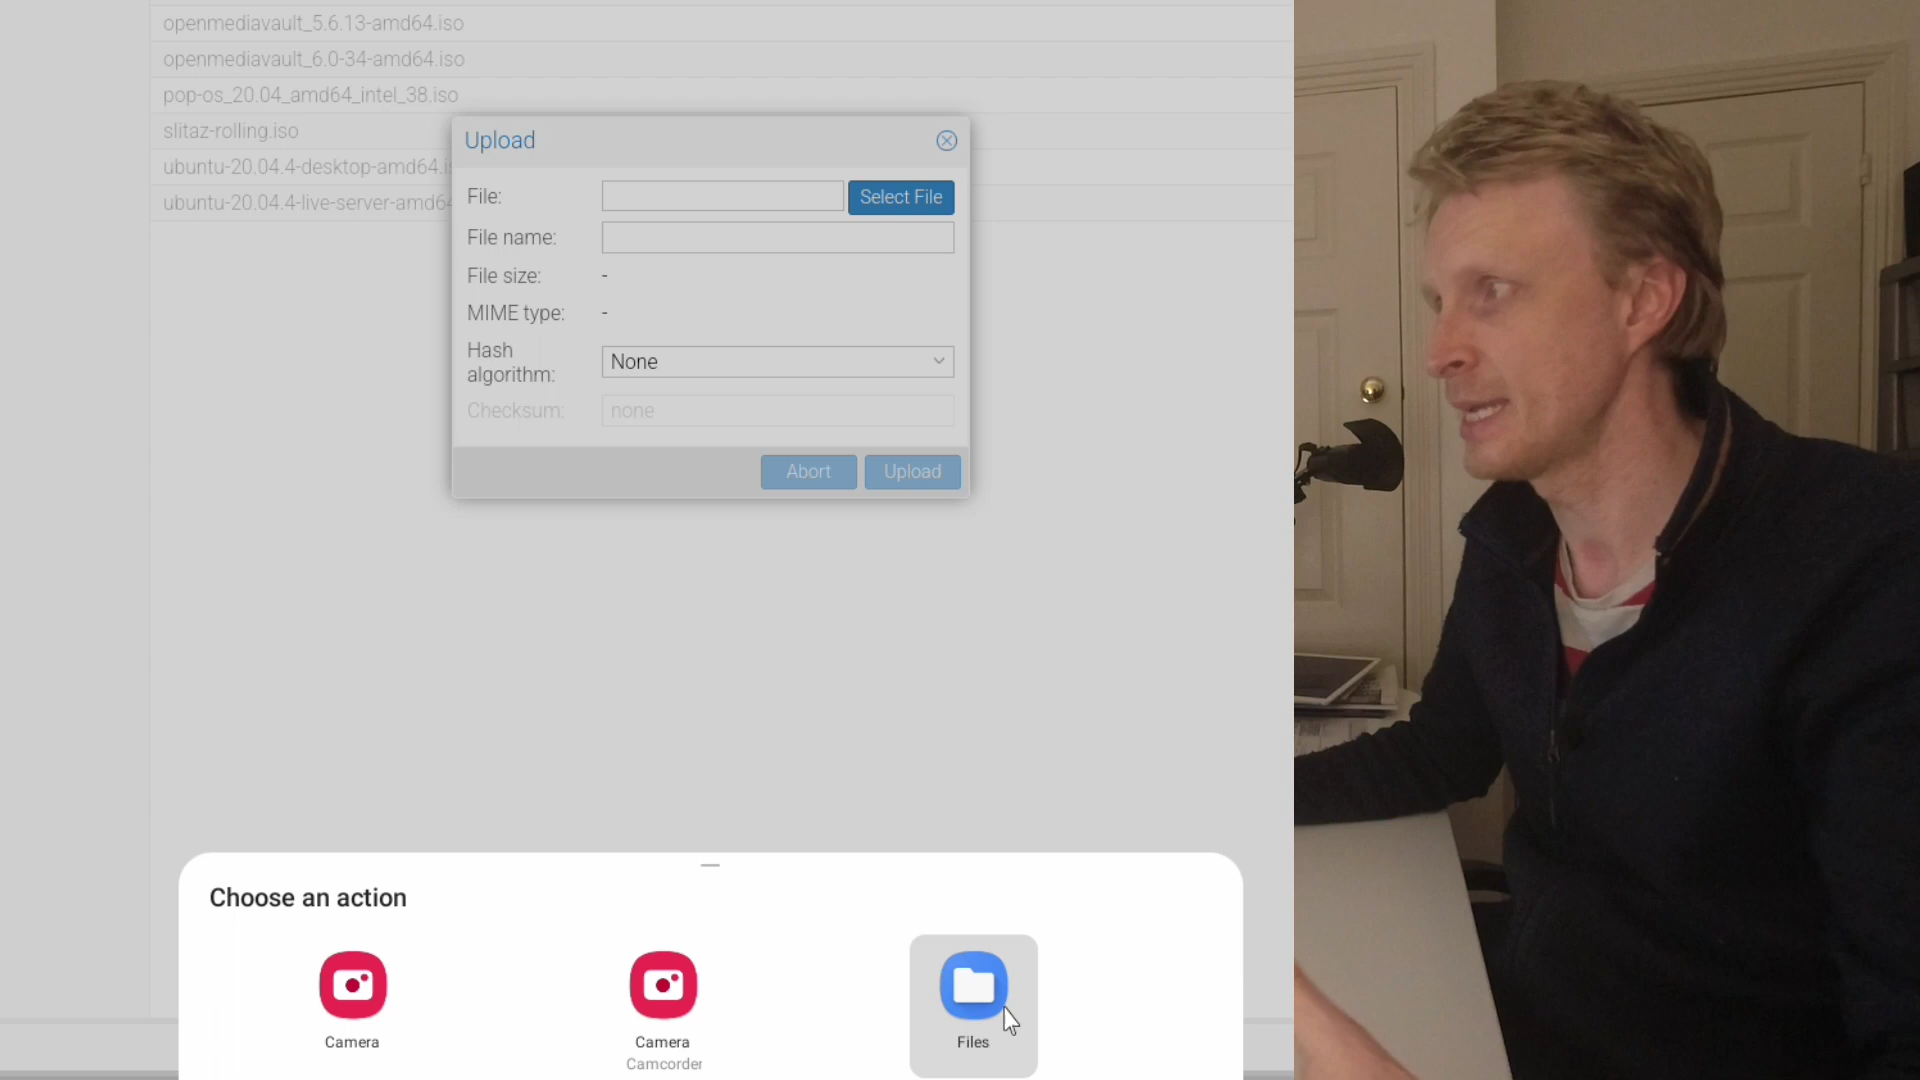 openmediavault_5.6.13-amd64.iso
openmediavault_6.0-34-amd64.iso
pop-os_20.04_amd64_intel_38.iso
slitaz-rolling.iso
ubuntu-20.04.4-desktop-amd64.is
ubuntu-20.04.4-live-server-amd64
Upload
File:
Select File
File name:
File size: -
MIME type: -
Hash
algorithm:
None
Checksum: none
Abort Upload
Choose an action
Camera
Camera
Camcorder
Files